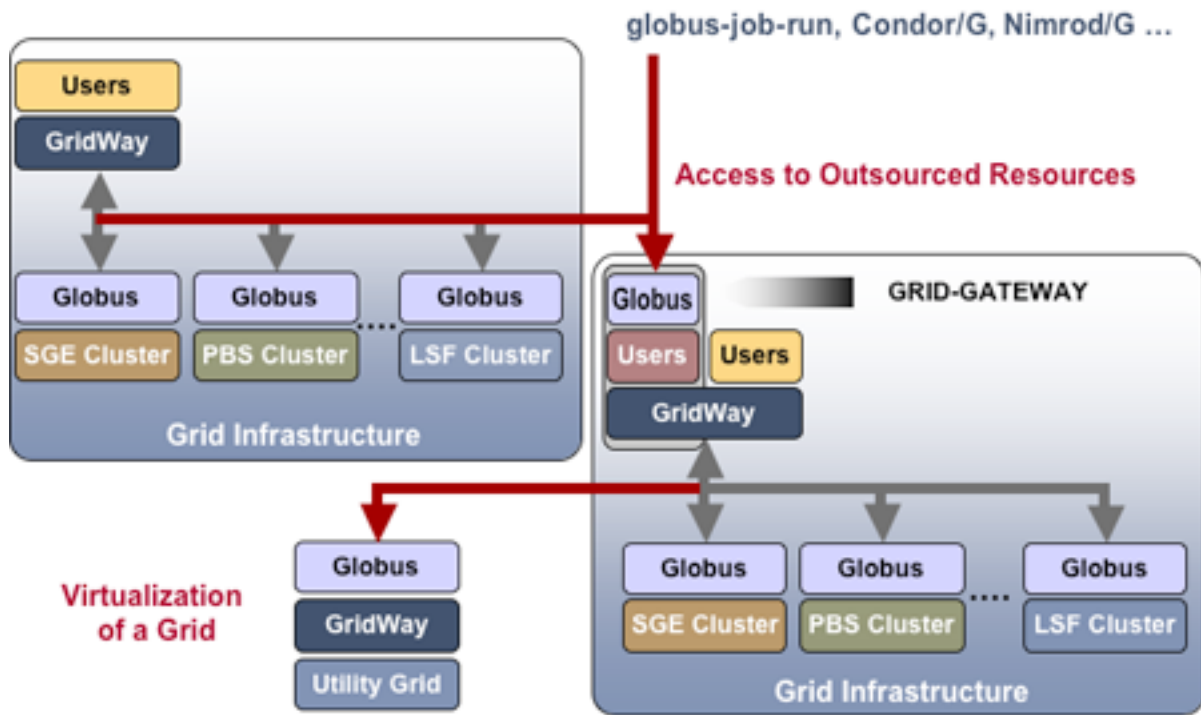 globus-job-run, Condor/G, Nimrod/G ...
Users
GridWay
Access to Outsourced Resources
Globus
Globus
Globus
SGE Cluster
PBS Cluster
....
LSF Cluster
Grid Infrastructure
Globus
GRID-GATEWAY
Users
Users
GridWay
Globus
GridWay
Utility Grid
Virtualization
of a Grid
Globus
Globus
Globus
SGE Cluster
PBS Cluster
....
LSF Cluster
Grid Infrastructure